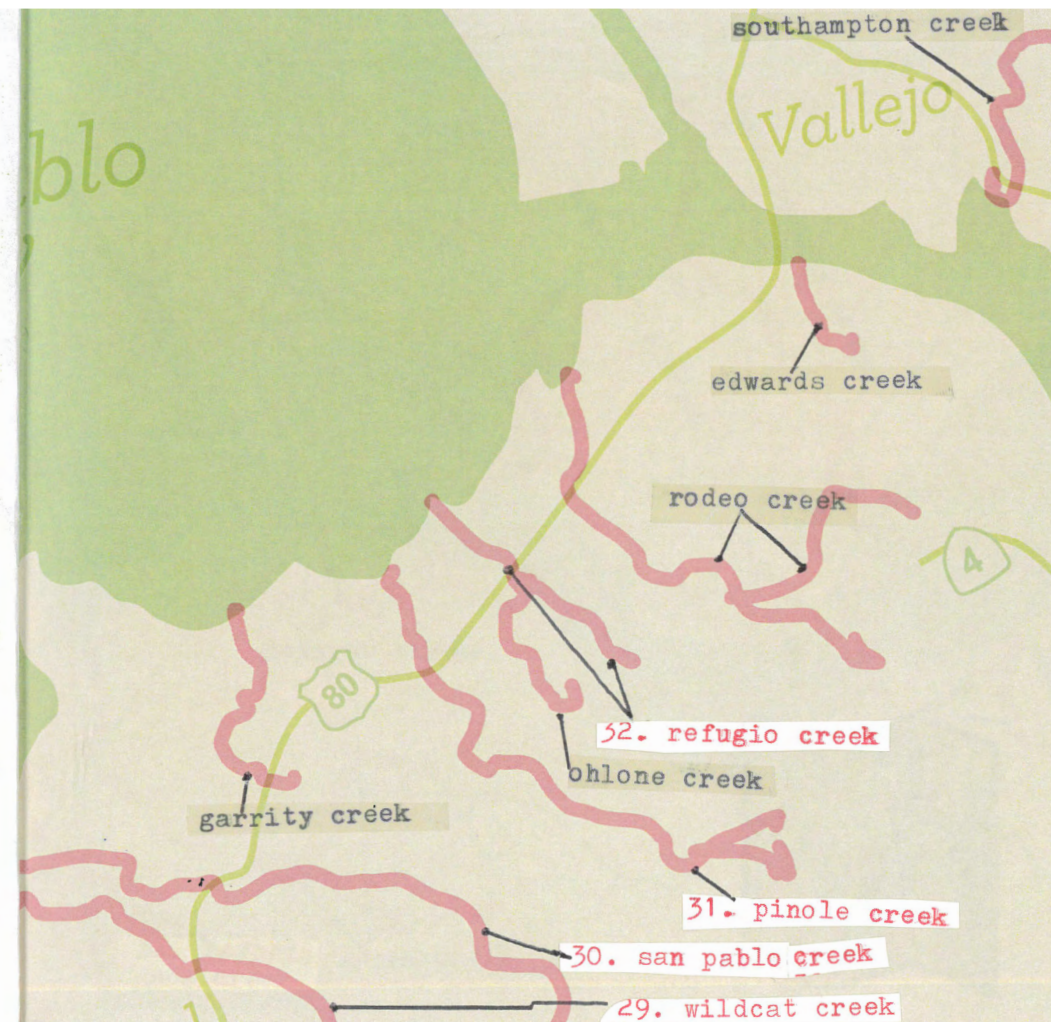 southampton creek
Vallejo
blo
edwards creek
rodeo creek
4
80
32. refugio creek
ohlone creek
garrity creek
31. pinole creek
30. san pablo creek
29. wildcat creek